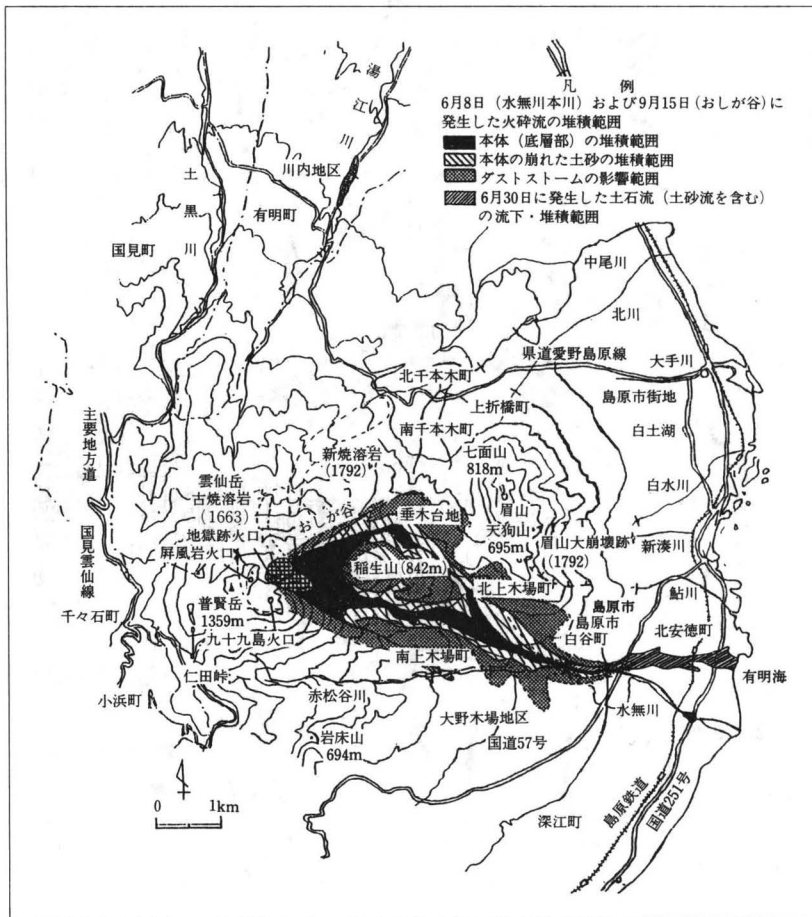 凡　例
6月8日（水無川本川）および9月15日（おしが谷）に
発生した火砕流の堆積範囲
本体（底層部）の堆積範囲
本体の崩れた土砂の堆積範囲
ダストストームの影響範囲
6月30日に発生した土石流（土砂流を含む）
の流下・堆積範囲
湯江川
川内地区
土黒川
有明町
国見町
中尾川
北川
県道愛野島原線
大手川
北千本木町
上折橋町
島原市街地
南千本木町
白土湖
主要地方道
国見雲仙線
新焼溶岩
(1792)
七面山
818m
雲仙岳
古焼溶岩
(1663)
おしが谷
垂木台地
眉山
白水川
地獄跡火口
天狗山
695m
眉山大崩壊跡
(1792)
新湊川
屏風岩火口
稲生山(842m)
北上木場町
島原市
鮎川
千々石町
普賢岳
1359m
島原市
白谷町
北安徳町
九十九島火口
南上木場町
有明海
仁田峠
小浜町
赤松谷川
大野木場地区
水無川
岩床山
694m
国道57号
0　1km
深江町
島原鉄道
国道251号